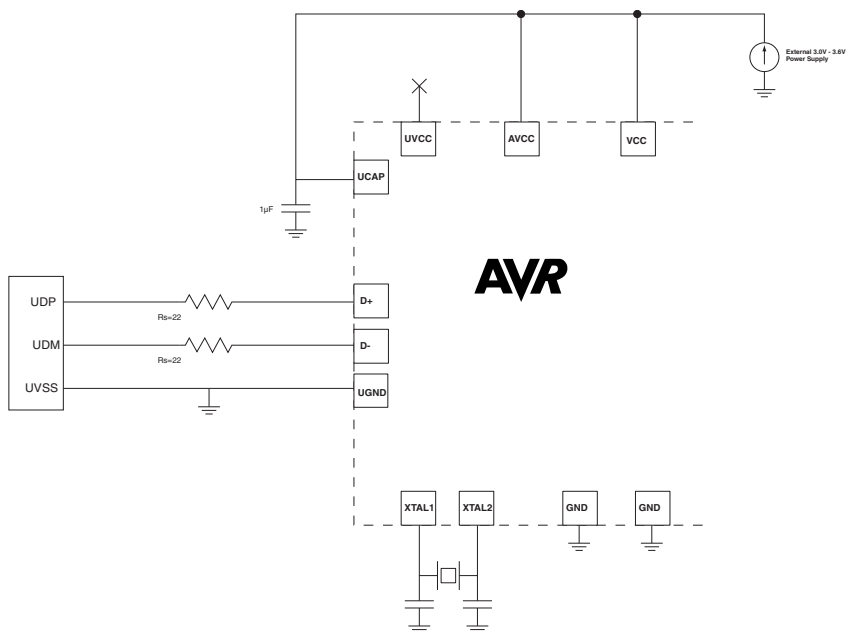 External 3.0V - 3.6V
Power Supply
UVCC
AVCC
VCC
UCAP
1µF
AVR
UDP
Rs=22
D+
UDM
Rs=22
D-
UVSS
UGND
XTAL1
XTAL2
GND
GND